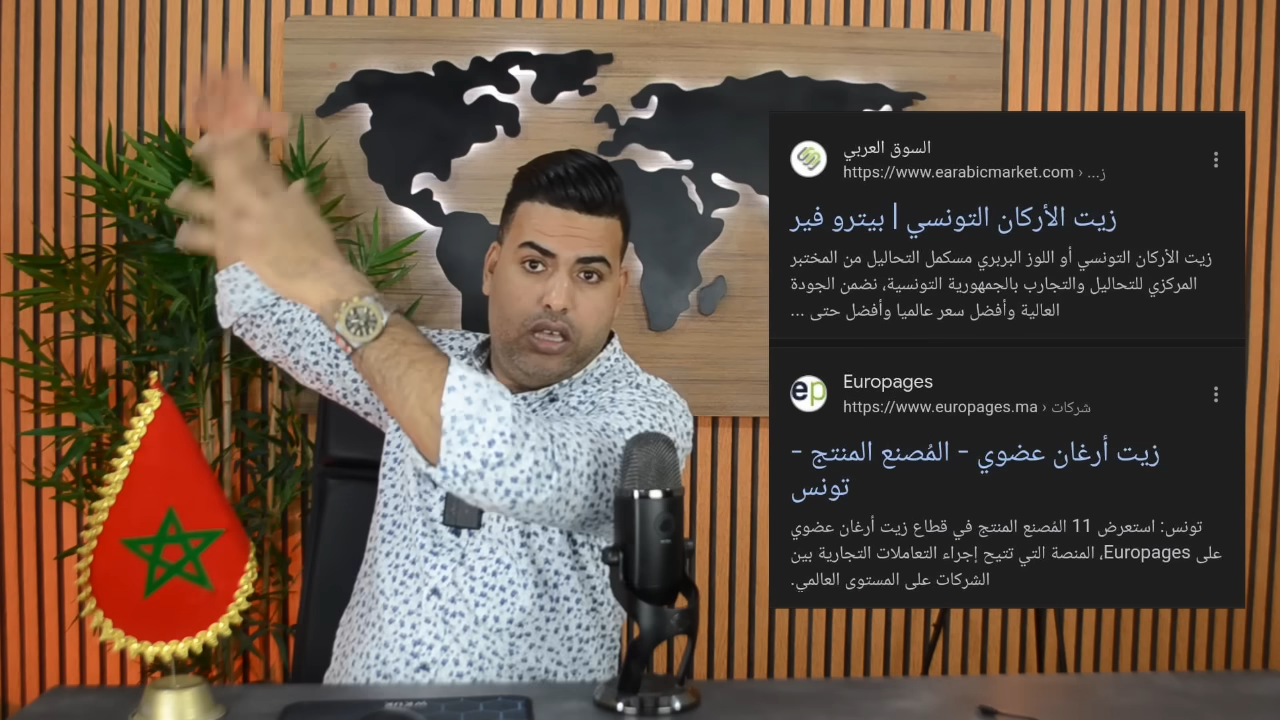 السوق العربي
https://www.earabicmarket.com › ز...
زيت الأركان التونسي | بيترو فير
زيت الأركان التونسي أو اللوز البربري مسكمل التحاليل من المختبر
المركزي للتحاليل والتجارب بالجمهورية التونسية، نضمن الجودة
العالية وأفضل سعر عالميا وأفضل حتى ...
ep
Europages
https://www.europages.ma › شركات
زيت أرغان عضوي - المُصنع المنتج -
تونس
تونس: استعرض 11 المُصنع المنتج في قطاع زيت أرغان عضوي
على Europages، المنصة التي تتيح إجراء التعاملات التجارية بين
الشركات على المستوى العالمي.